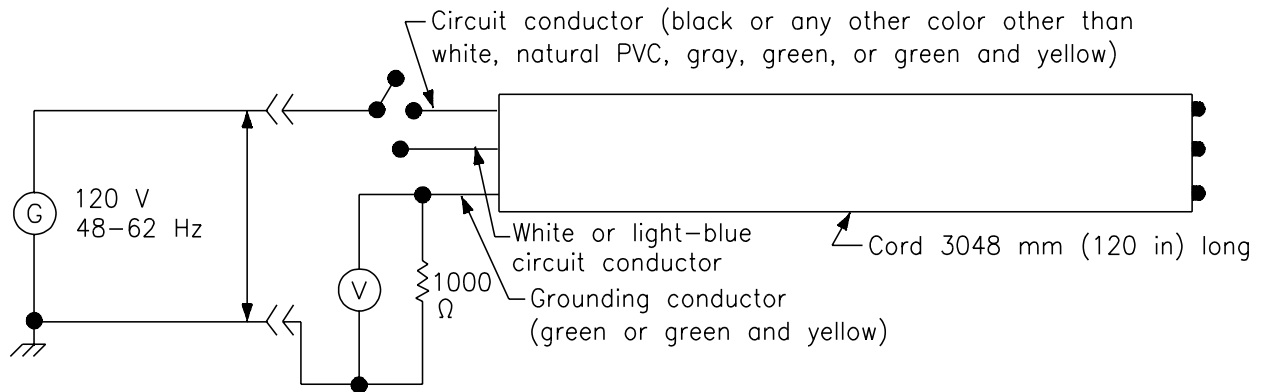 Circuit conductor (black or any other color other than
white, natural PVC, gray, green, or green and yellow)
G
120 V
48-62 Hz
White or light-blue
circuit conductor
Cord 3048 mm (120 in) long
V
1000
Ω
Grounding conductor
(green or green and yellow)